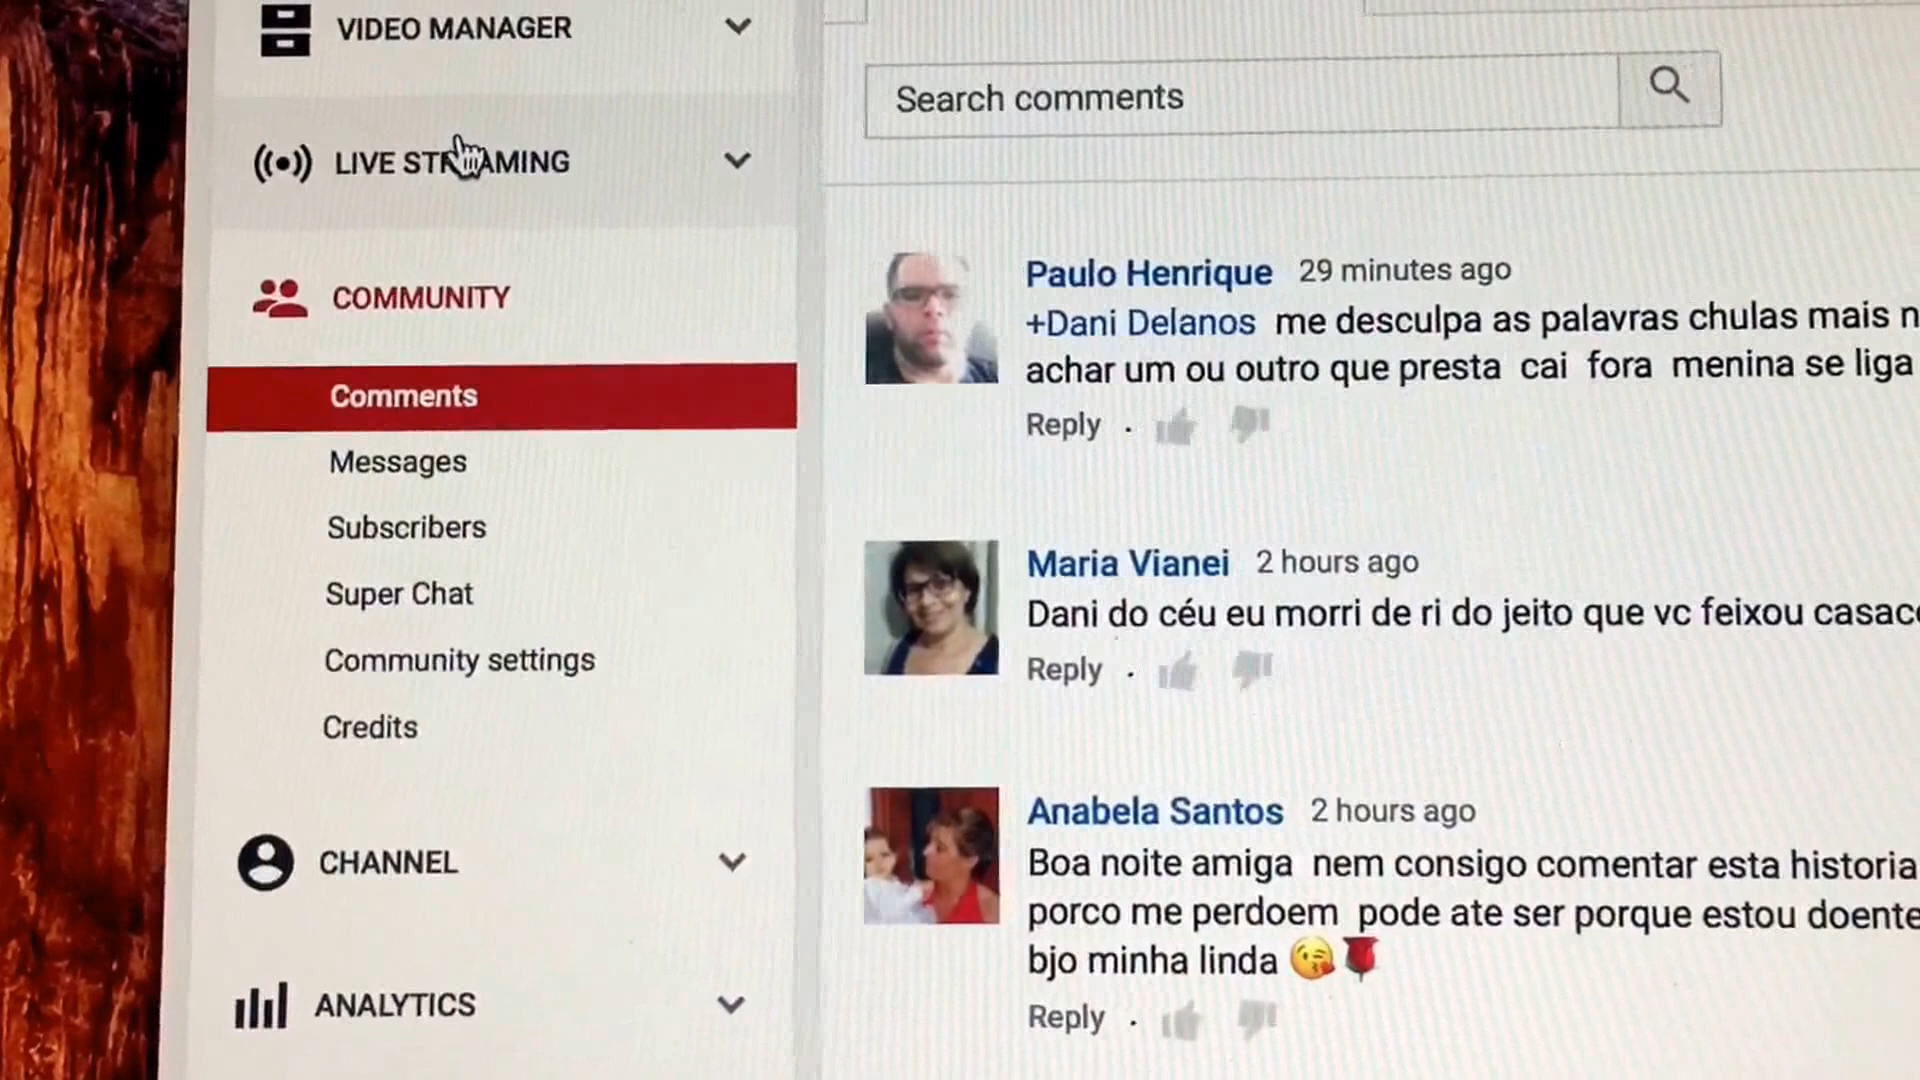 VIDEO MANAGER
LIVE STREAMING
COMMUNITY
Comments
Messages
Subscribers
Super Chat
Community settings
Credits
CHANNEL
ANALYTICS
Search comments
Paulo Henrique 29 minutes ago
+Dani Delanos me desculpa as palavras chulas mais
achar um ou outro que presta cai fora menina se liga
Reply .
Maria Vianei 2 hours ago
Dani do céu eu morri de ri do jeito que vc feixou
Reply .
Anabela Santos 2 hours ago
Boa noite amiga nem consigo comentar esta historia
porco me perdoem pode ate ser porque estou doente
bjo minha linda 😘🌹
Reply .